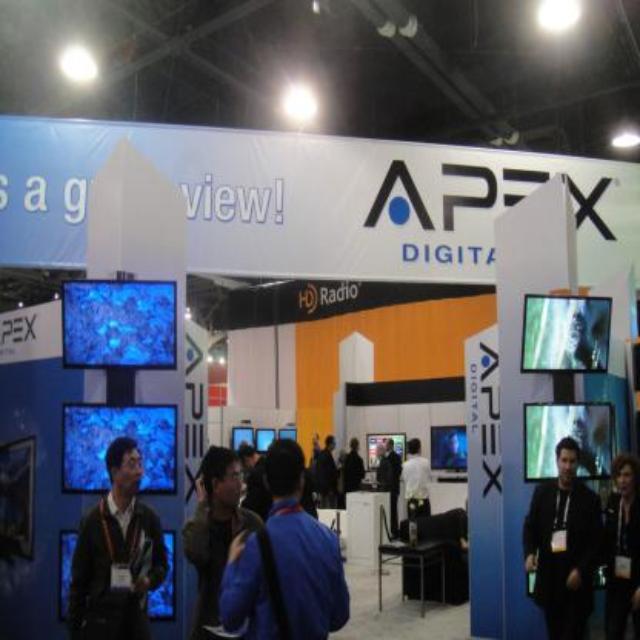 s a g view!
APEX
DIGITA
HD Radio
APEX
APEX
DIGITAL APEX